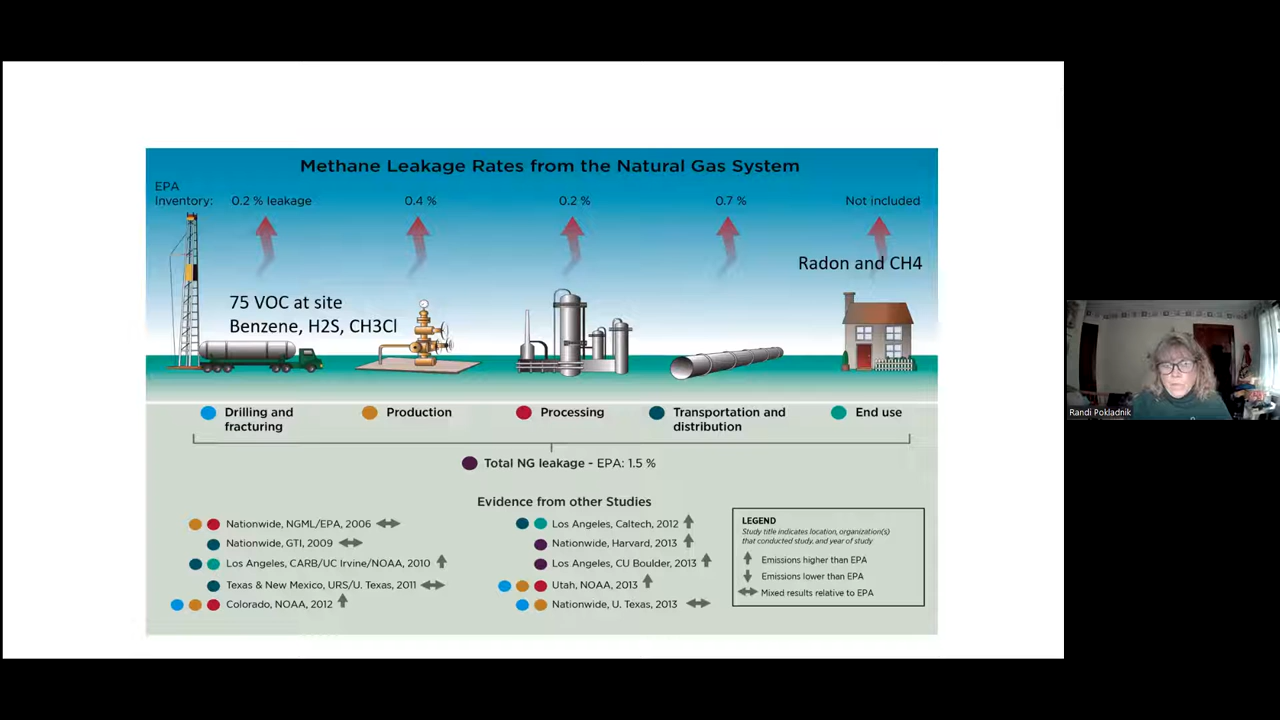 Methane Leakage Rates from the Natural Gas System
EPA
Inventory:
0.2 % leakage
0.4 %
0.2 %
0.7 %
Not included
Radon and CH4
75 VOC at site
Benzene, H2S, CH3Cl
Drilling and
fracturing
Production
Processing
Transportation and
distribution
End use
Total NG leakage - EPA: 1.5 %
Evidence from other Studies
Nationwide, NGML/EPA, 2006
Nationwide, GTI, 2009
Los Angeles, CARB/UC Irvine/NOAA, 2010
Texas & New Mexico, URS/U. Texas, 2011
Colorado, NOAA, 2012
Los Angeles, Caltech, 2012
Nationwide, Harvard, 2013
Los Angeles, CU Boulder, 2013
Utah, NOAA, 2013
Nationwide, U. Texas, 2013
LEGEND
Study title indicates location, organization(s)
that conducted study, and year of study
Emissions higher than EPA
Emissions lower than EPA
Mixed results relative to EPA
Randi Pokladnik